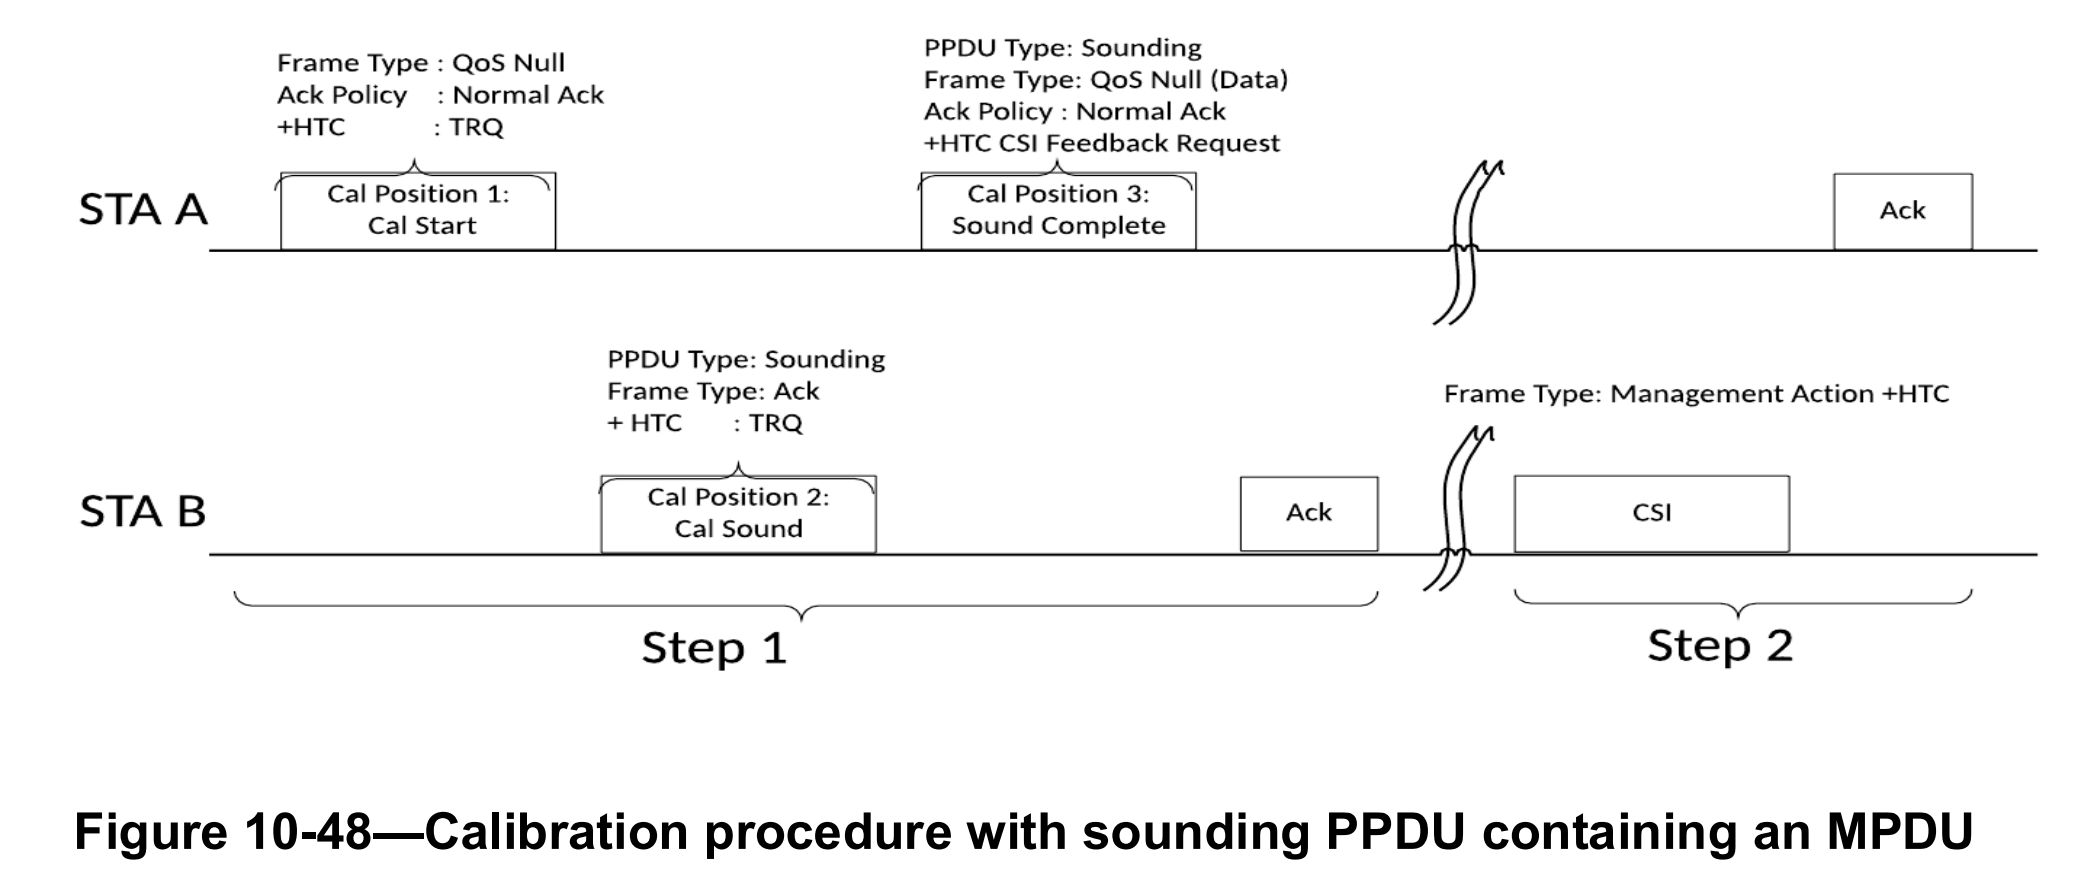 Frame Type : QoS Null
Ack Policy : Normal Ack
+HTC : TRQ
PPDU Type: Sounding
Frame Type: QoS Null (Data)
Ack Policy : Normal Ack
+HTC CSI Feedback Request
STA A
Cal Position 1:
Cal Start
Cal Position 3:
Sound Complete
Ack
PPDU Type: Sounding
Frame Type: Ack
+ HTC : TRQ
Frame Type: Management Action +HTC
STA B
Cal Position 2:
Cal Sound
Ack
CSI
Step 1
Step 2
Figure 10-48—Calibration procedure with sounding PPDU containing an MPDU